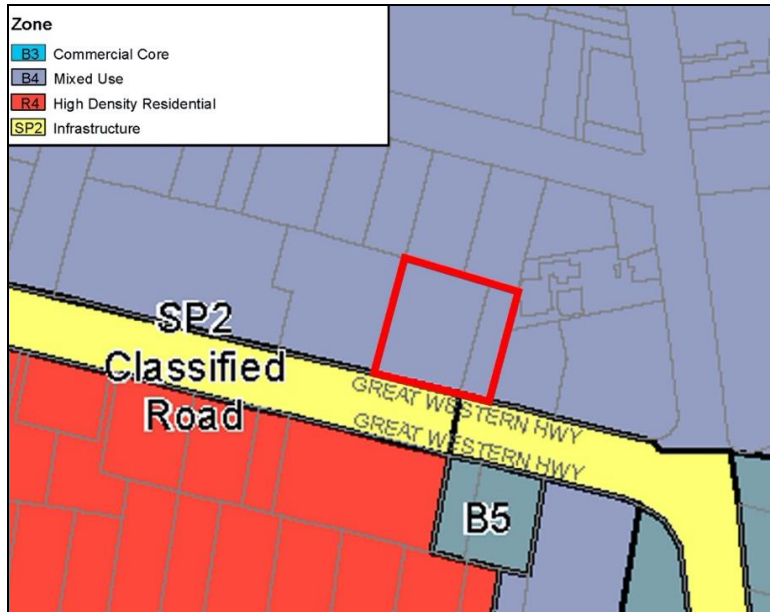 Zone
B3 Commercial Core
B4 Mixed Use
R4 High Density Residential
SP2 Infrastructure
SP2
Classified
Road
GREAT WESTERN HWY
GREAT WESTERN HWY
B5